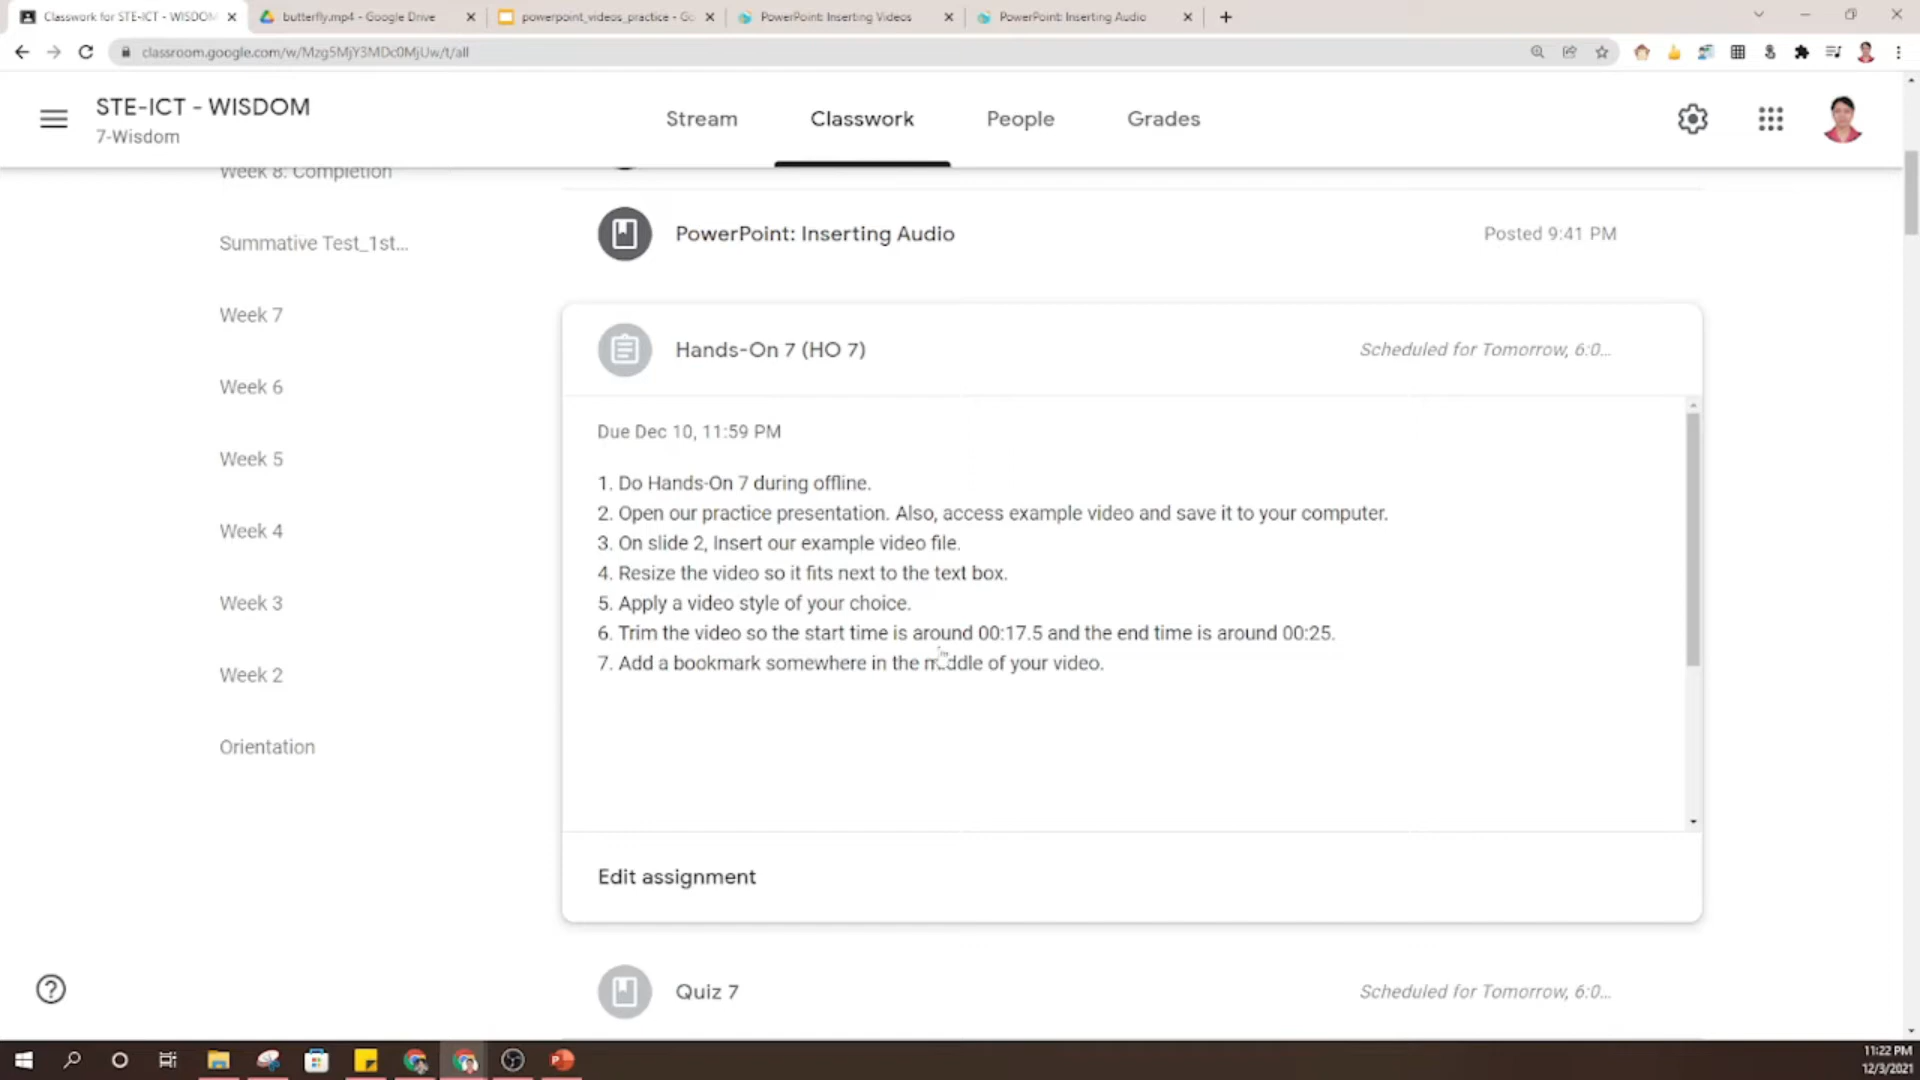 Classwork for STE-ICT - WISDOM
butterfly.mp4 - Google Drive
powerpoint_videos_practice - Go
PowerPoint: Inserting Videos
PowerPoint: Inserting Audio
classroom.google.com/w/Mzg5MjY3MDc0MjUw/t/all
STE-ICT - WISDOM
7-Wisdom
Stream
Classwork
People
Grades
Week 8: Completion
Summative Test_1st...
Week 7
Week 6
Week 5
Week 4
Week 3
Week 2
Orientation
PowerPoint: Inserting Audio
Posted 9:41 PM
Hands-On 7 (HO 7)
Scheduled for Tomorrow, 6:0...
Due Dec 10, 11:59 PM
1. Do Hands-On 7 during offline.
2. Open our practice presentation. Also, access example video and save it to your computer.
3. On slide 2, Insert our example video file.
4. Resize the video so it fits next to the text box.
5. Apply a video style of your choice.
6. Trim the video so the start time is around 00:17.5 and the end time is around 00:25.
7. Add a bookmark somewhere in the middle of your video.
Edit assignment
Quiz 7
Scheduled for Tomorrow, 6:0...
11:22 PM
12/3/2021